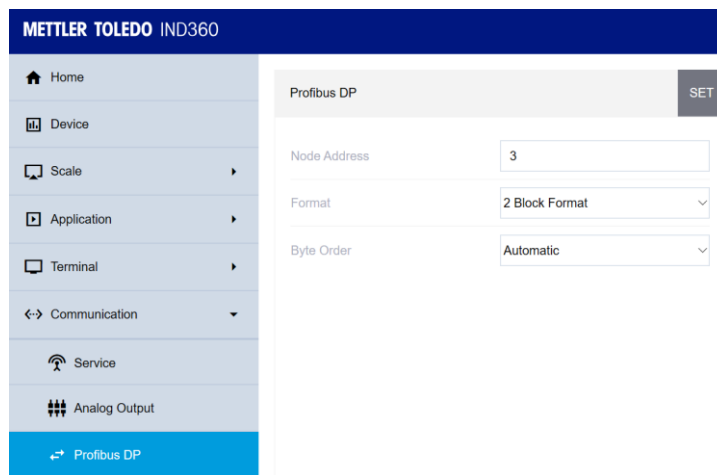 METTLER TOLEDO IND360
Home
Device
Scale
Application
Terminal
Communication
Service
Analog Output
Profibus DP
Profibus DP
SET
Node Address
3
Format
2 Block Format
Byte Order
Automatic